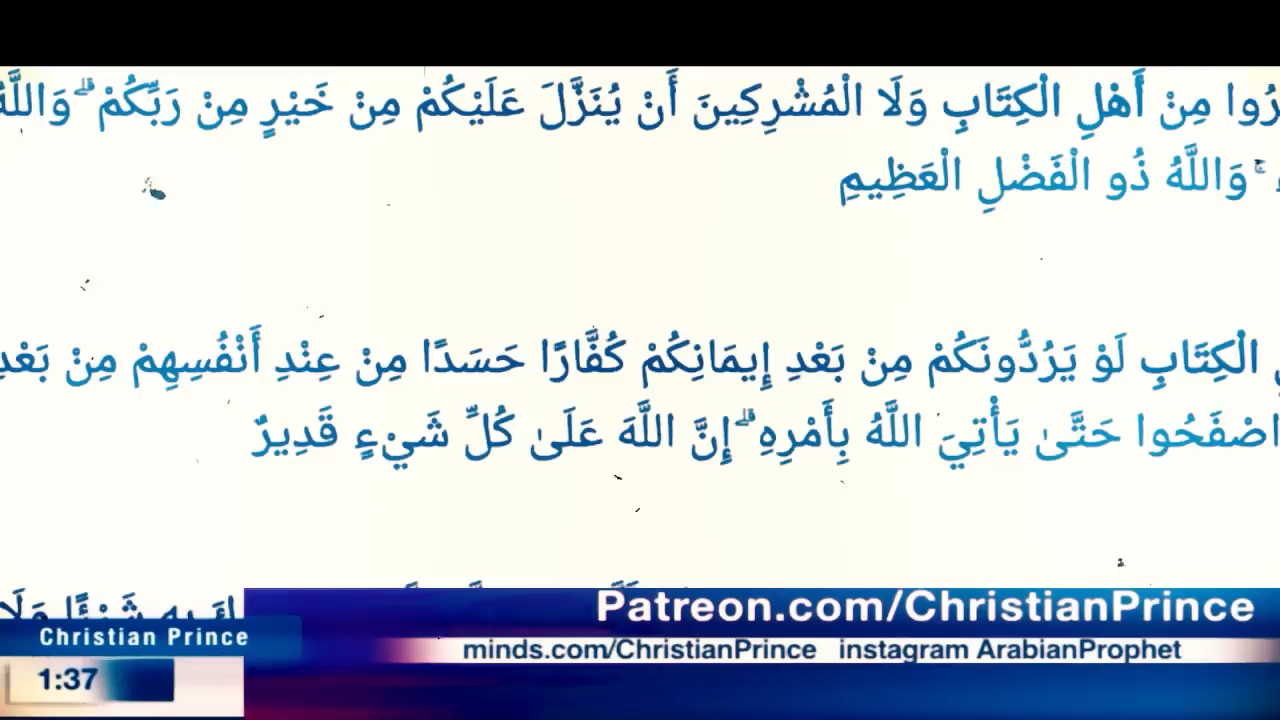 مِنْ أَهْلِ الْكِتَابِ وَلَا الْمُشْرِكِينَ أَنْ يُنَزَّلَ عَلَيْكُمْ مِنْ خَيْرٍ مِنْ رَبِّكُمْ ۗ وَاللَّهُ
ۚ وَاللَّهُ ذُو الْفَضْلِ الْعَظِيمِ
الْكِتَابِ لَوْ يَرُدُّونَكُمْ مِنْ بَعْدِ إِيمَانِكُمْ كُفَّارًا حَسَدًا مِنْ عِنْدِ أَنْفُسِهِمْ مِنْ بَعْدِ
اصْفَحُوا حَتَّىٰ يَأْتِيَ اللَّهُ بِأَمْرِهِ ۗ إِنَّ اللَّهَ عَلَىٰ كُلِّ شَيْءٍ قَدِيرٌ
بِهِ شَيْئًا وَلَا
Patreon.com/ChristianPrince
Christian Prince
minds.com/ChristianPrince instagram ArabianProphet
1:37